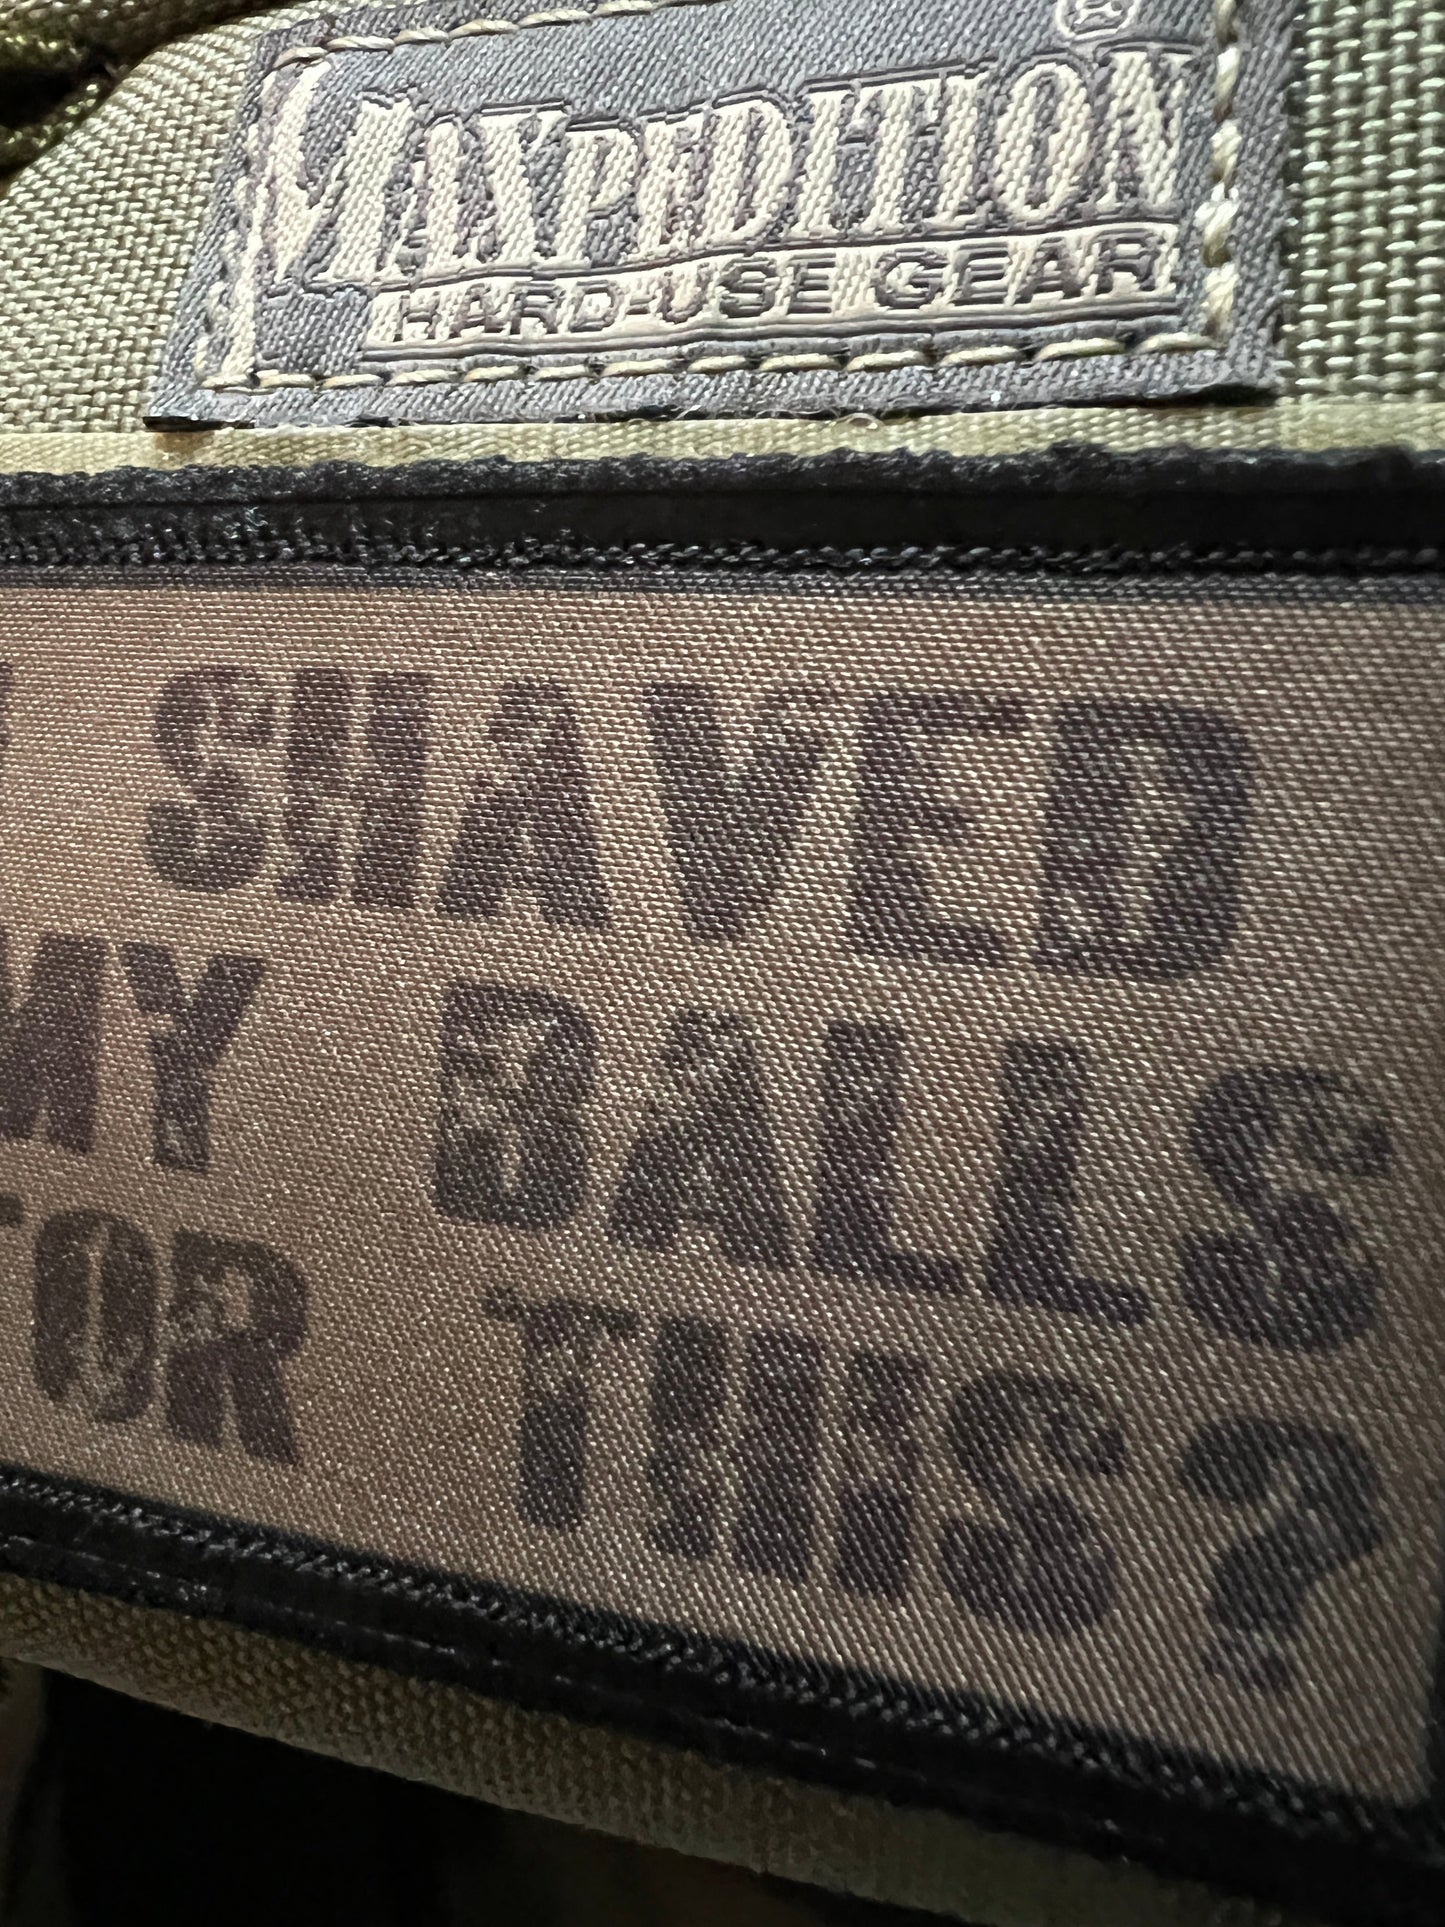 MAXPEDITION®
HARD-USE GEAR
I SHAVED
MY BALLS
FOR THIS?